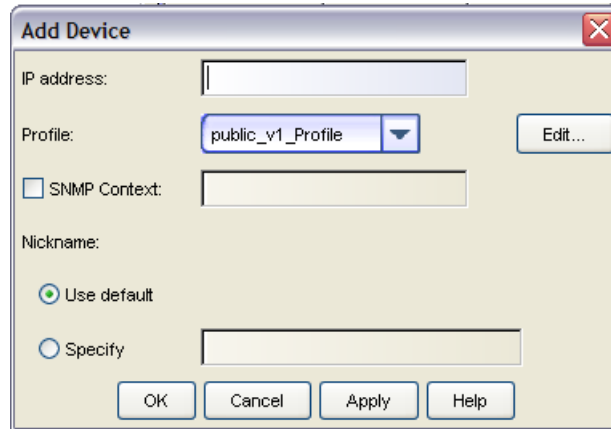 Add Device
IP address:
Profile: public_v1_Profile Edit...
SNMP Context:
Nickname:
Use default
Specify
OK Cancel Apply Help